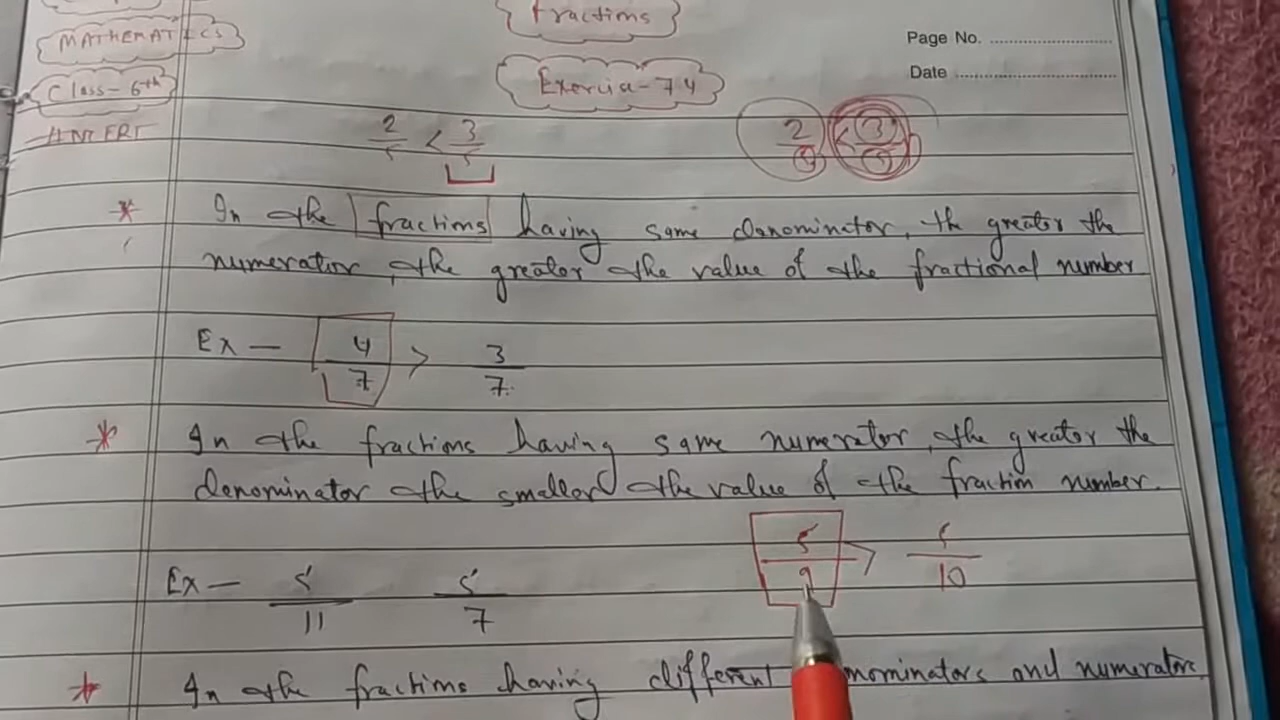 Fractions
MATHEMATICS
Page No.
Class-6th
Exercise-7.4
Date
2/5 < 3/5
2/9 < 3/9
* In the fractions having same denominator, the greater the
numerator, the greater the value of the fractional number
Ex - 4/7 > 3/7
* In the fractions having same numerator, the greater the
denominator the smaller the value of the fraction number.
5/9 > 5/10
Ex - 5/11 5/7
* In the fractions having different nominators and numerator